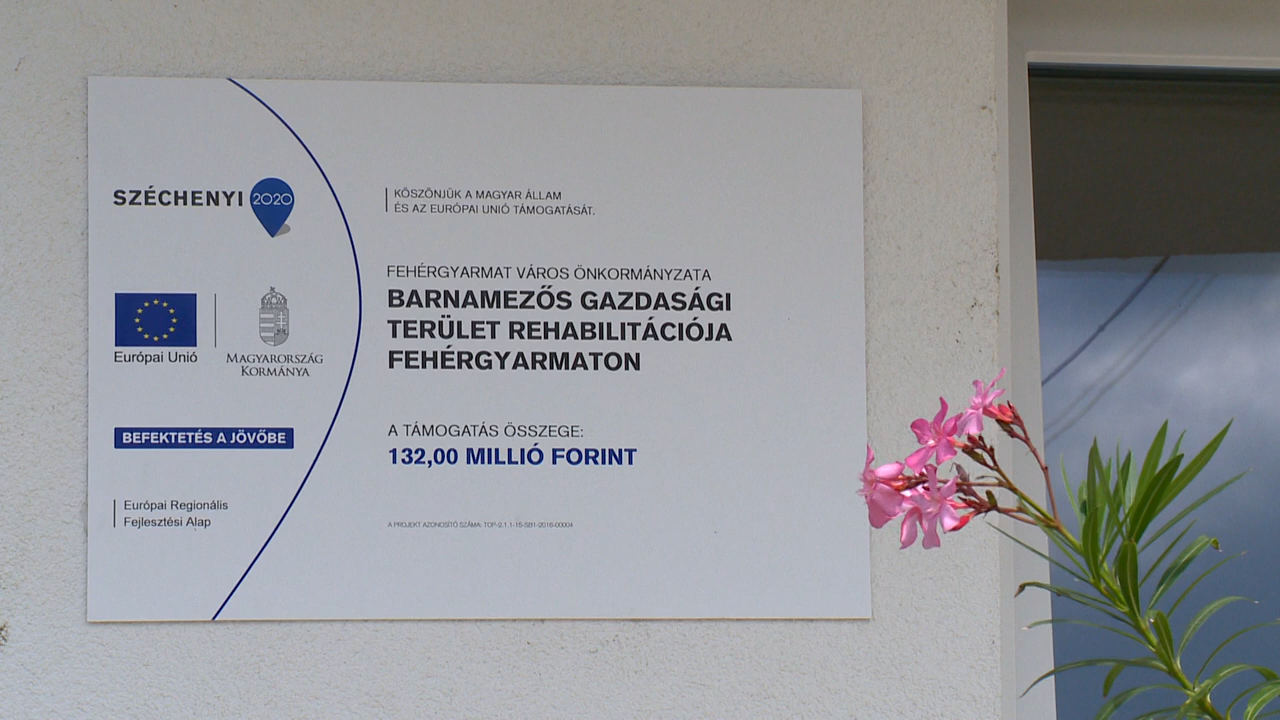 SZÉCHENYI 2020
Európai Unió
MAGYARORSZÁG
KORMÁNYA
BEFEKTETÉS A JÖVŐBE
Európai Regionális
Fejlesztési Alap
KÖSZÖNJÜK A MAGYAR ÁLLAM
ÉS AZ EURÓPAI UNIÓ TÁMOGATÁSÁT.
FEHÉRGYARMAT VÁROS ÖNKORMÁNYZATA
BARNAMEZŐS GAZDASÁGI
TERÜLET REHABILITÁCIÓJA
FEHÉRGYARMATON
A TÁMOGATÁS ÖSSZEGE:
132,00 MILLIÓ FORINT
A PROJEKT AZONOSÍTÓ SZÁMA: TOP-2.1.1-15-SB1-2016-00004